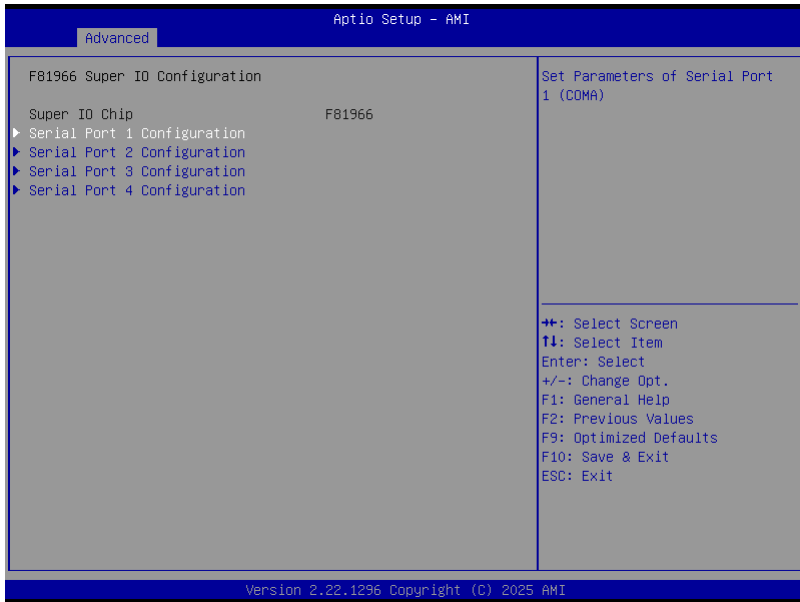 Aptio Setup – AMI
Advanced
F81966 Super IO Configuration
Super IO Chip F81966
Serial Port 1 Configuration
Serial Port 2 Configuration
Serial Port 3 Configuration
Serial Port 4 Configuration
Set Parameters of Serial Port
1 (COMA)
→←: Select Screen
↑↓: Select Item
Enter: Select
+/-: Change Opt.
F1: General Help
F2: Previous Values
F9: Optimized Defaults
F10: Save & Exit
ESC: Exit
Version 2.22.1296 Copyright (C) 2025 AMI